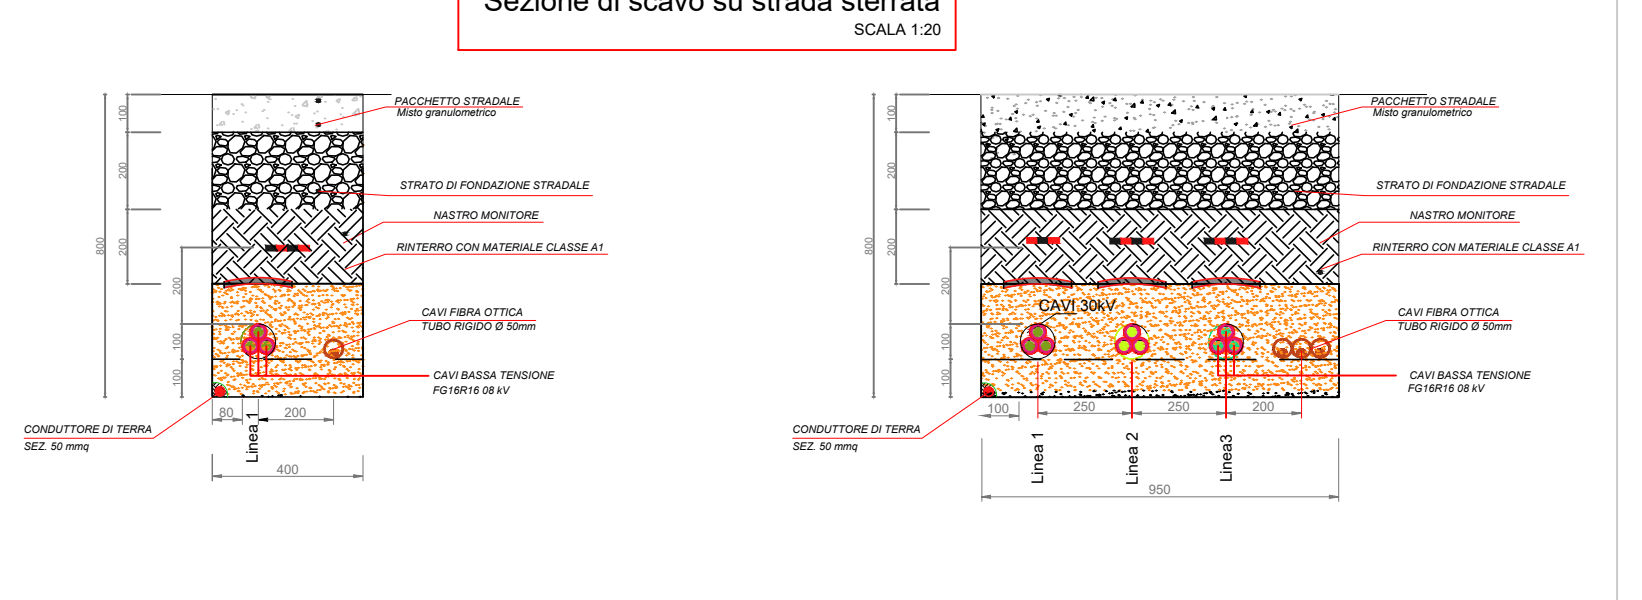 Sezione di scavo su strada sterrata
SCALA 1:20
PACCHETTO STRADALE
Misto granulometrico
STRATO DI FONDAZIONE STRADALE
NASTRO MONITORE
RINTERRO CON MATERIALE CLASSE A1
CAVI FIBRA OTTICA
TUBO RIGIDO Ø 50mm
CAVI BASSA TENSIONE
FG16R16 08 kV
CONDUTTORE DI TERRA
SEZ. 50 mmq
800
100
200
200
200
100
100
80
200
Linea 1
400
PACCHETTO STRADALE
Misto granulometrico
STRATO DI FONDAZIONE STRADALE
NASTRO MONITORE
RINTERRO CON MATERIALE CLASSE A1
CAVI 30kV
CAVI FIBRA OTTICA
TUBO RIGIDO Ø 50mm
CAVI BASSA TENSIONE
FG16R16 08 kV
CONDUTTORE DI TERRA
SEZ. 50 mmq
800
100
200
200
200
100
100
100
250
250
200
Linea 1
Linea 2
Linea3
950